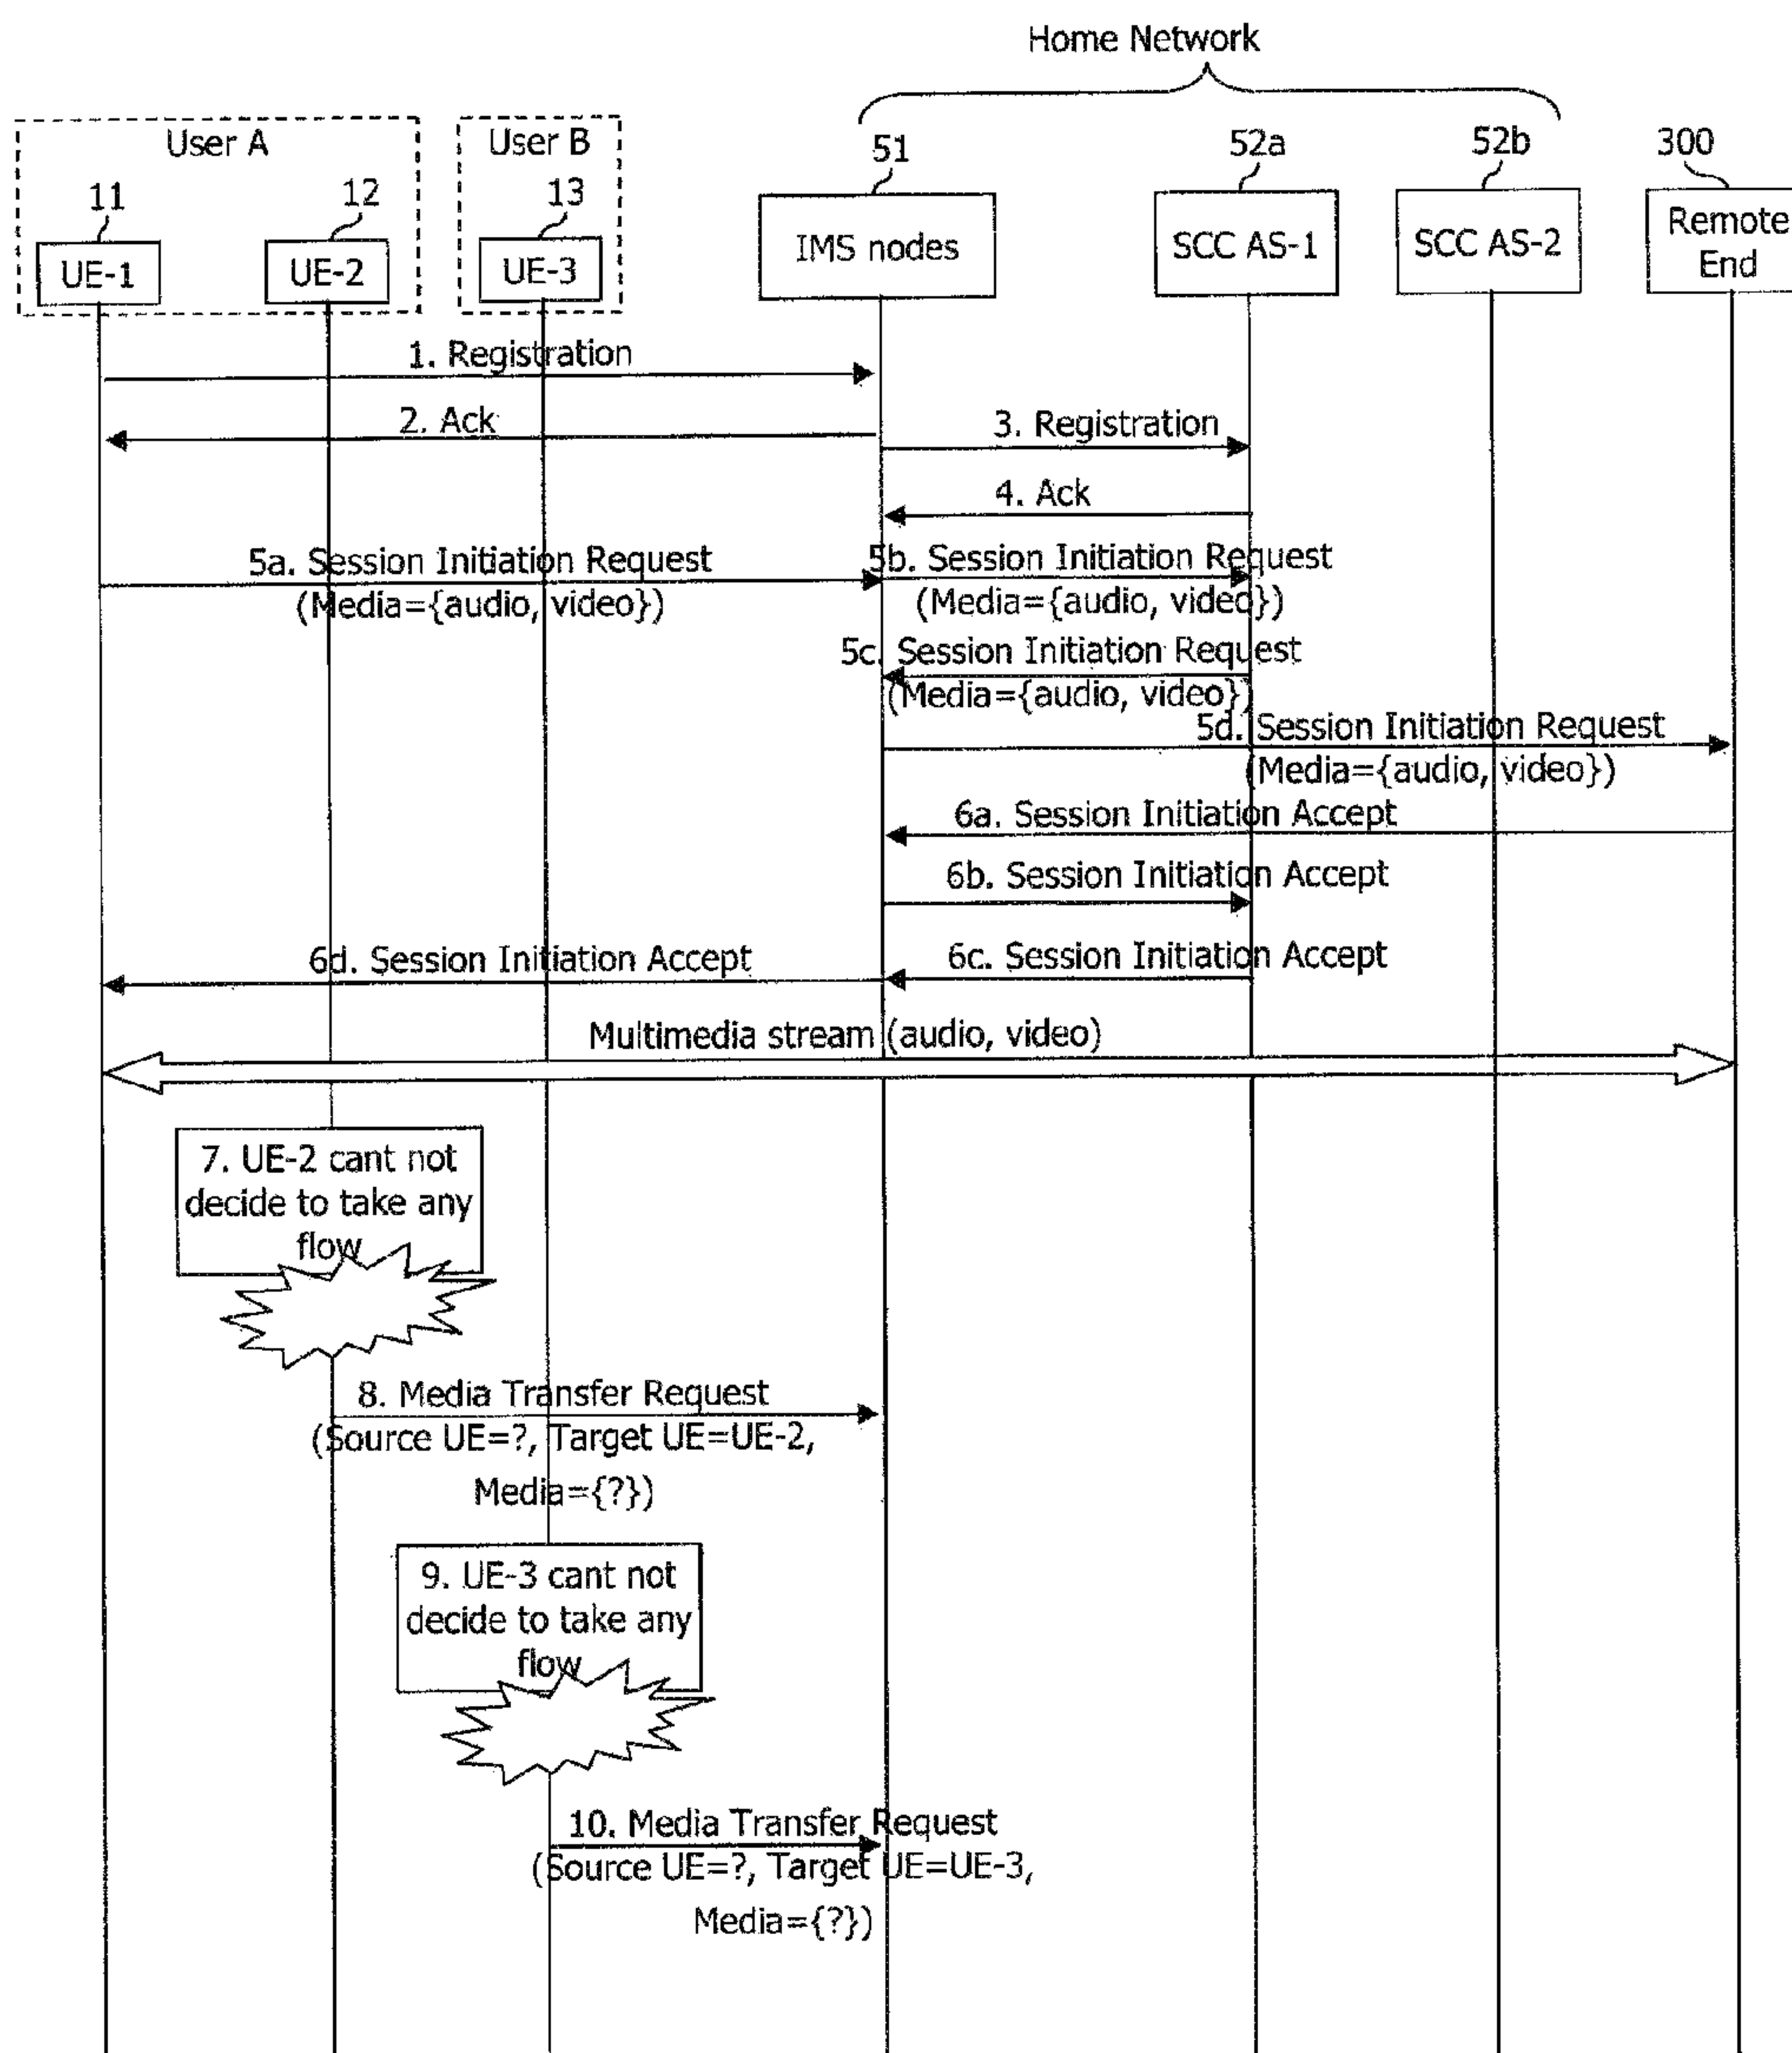 Home Network
User A
User B
11
12
13
51
52a
52b
300
UE-1
UE-2
UE-3
IMS nodes
SCC AS-1
SCC AS-2
Remote
End
1. Registration
2. Ack
3. Registration
4. Ack
5a. Session Initiation Request
(Media={audio, video})
5b. Session Initiation Request
(Media={audio, video})
5c. Session Initiation Request
(Media={audio, video})
5d. Session Initiation Request
(Media={audio, video})
6a. Session Initiation Accept
6b. Session Initiation Accept
6c. Session Initiation Accept
6d. Session Initiation Accept
Multimedia stream (audio, video)
7. UE-2 cant not
decide to take any
flow
8. Media Transfer Request
(Source UE=?, Target UE=UE-2,
Media={?})
9. UE-3 cant not
decide to take any
flow
10. Media Transfer Request
(Source UE=?, Target UE=UE-3,
Media={?})